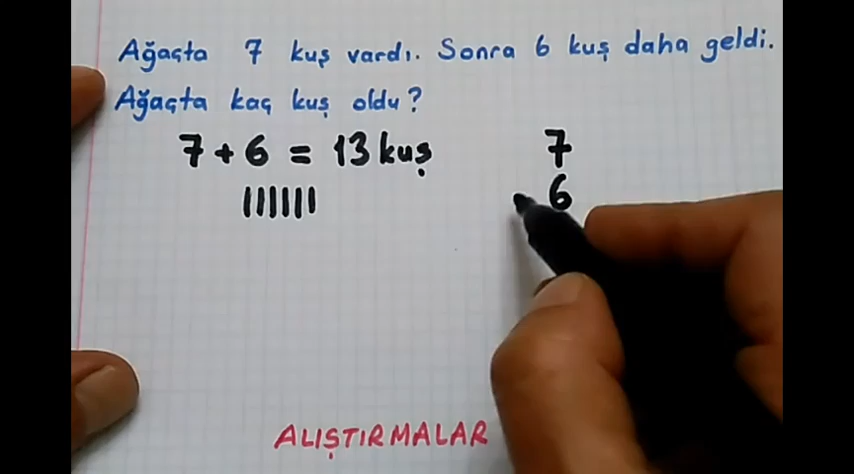 Ağaçta 7 kuş vardı. Sonra 6 kuş daha geldi.
Ağaçta kaç kuş oldu?
7 + 6 = 13 kuş
7
6
ALIŞTIRMALAR